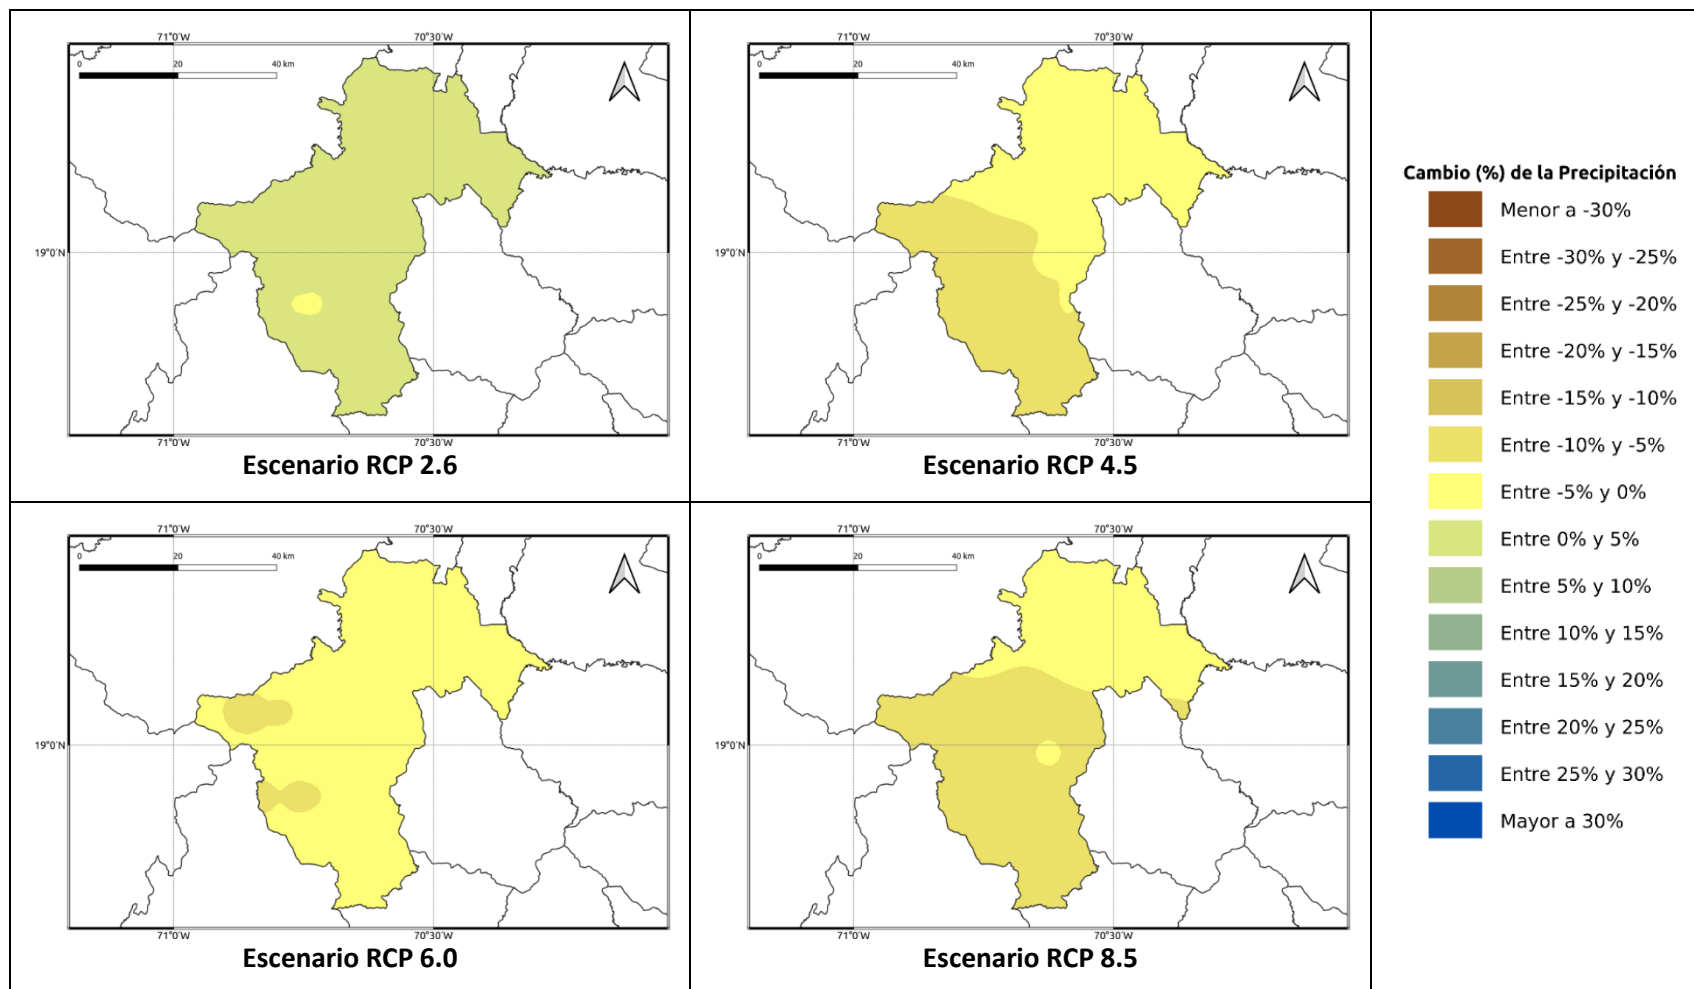 71°0'W 70°30'W
0 20 40 km
19°0'N
71°0'W 70°30'W
Escenario RCP 2.6
71°0'W 70°30'W
0 20 40 km
19°0'N
71°0'W 70°30'W
Escenario RCP 4.5
71°0'W 70°30'W
0 20 40 km
19°0'N
71°0'W 70°30'W
Escenario RCP 6.0
71°0'W 70°30'W
0 20 40 km
19°0'N
71°0'W 70°30'W
Escenario RCP 8.5
Cambio (%) de la Precipitación
Menor a -30%
Entre -30% y -25%
Entre -25% y -20%
Entre -20% y -15%
Entre -15% y -10%
Entre -10% y -5%
Entre -5% y 0%
Entre 0% y 5%
Entre 5% y 10%
Entre 10% y 15%
Entre 15% y 20%
Entre 20% y 25%
Entre 25% y 30%
Mayor a 30%